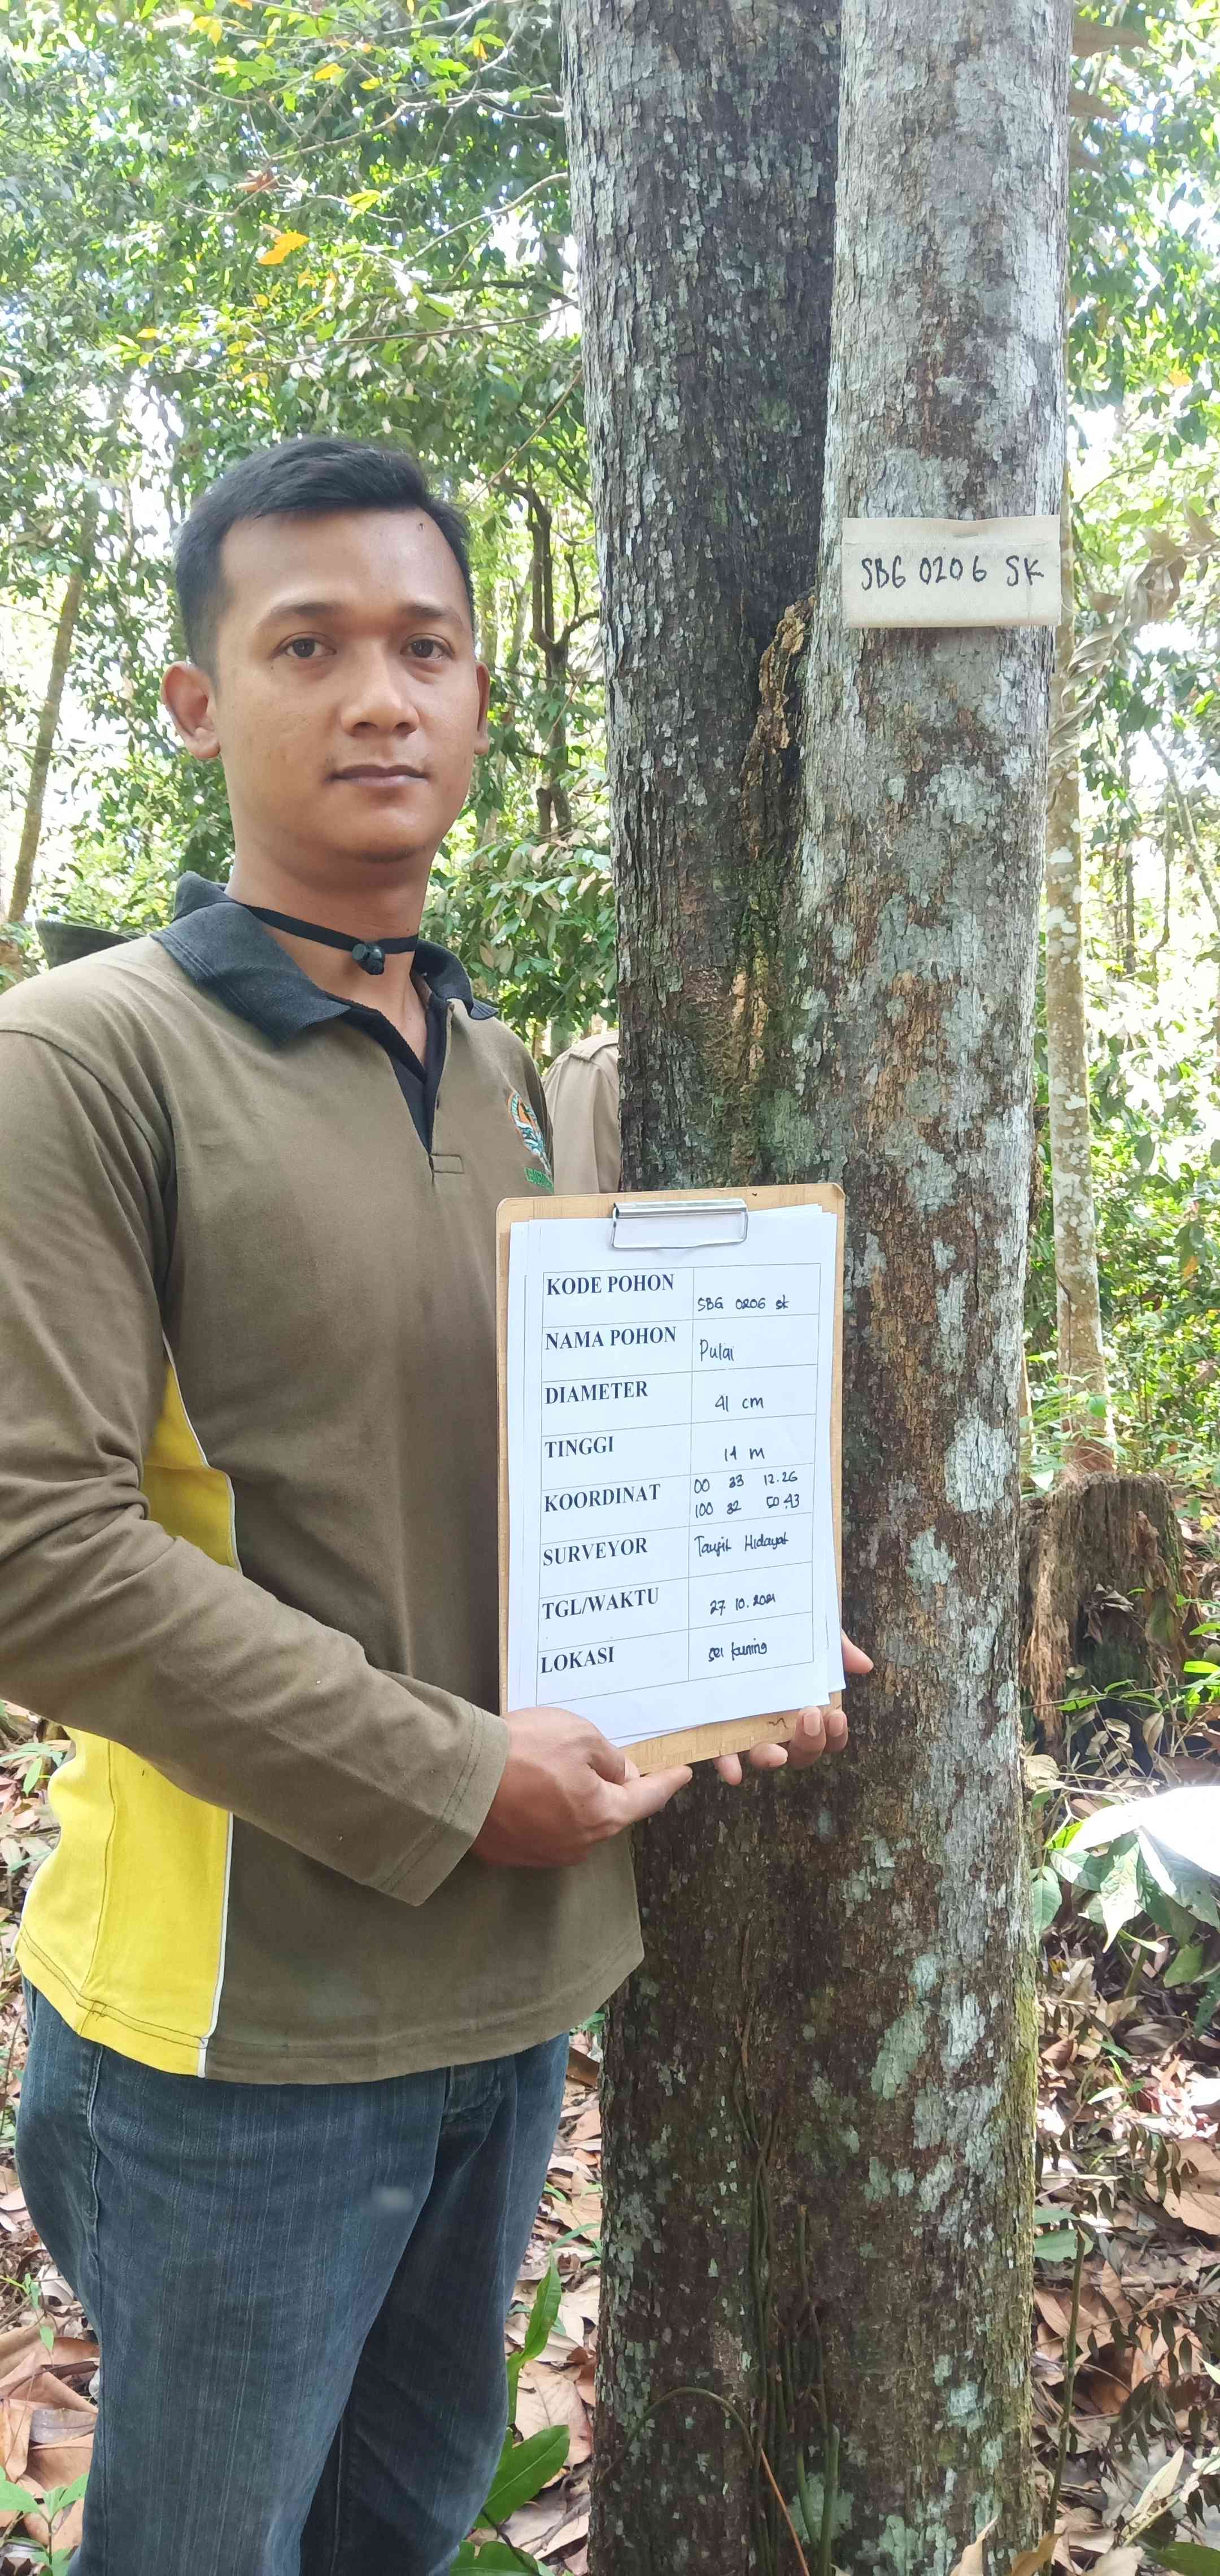 SBG 0206 SK
KODE POHON SBG 0206 sk
NAMA POHON Pulai
DIAMETER 41 cm
TINGGI 14 m
KOORDINAT 00 33 12.26
100 32 50.43
SURVEYOR Taufik Hidayat
TGL/WAKTU 27 10.2021
LOKASI sei kuning